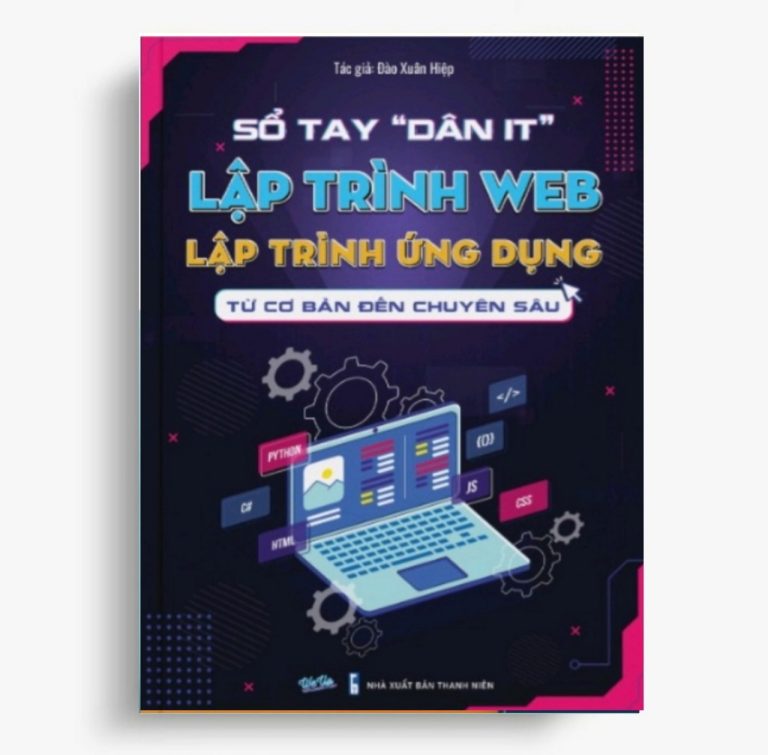 Tác giả: Đào Xuân Hiệp
SỔ TAY “DÂN IT”
LẬP TRÌNH WEB
LẬP TRÌNH ỨNG DỤNG
TỪ CƠ BẢN ĐẾN CHUYÊN SÂU
</>
{()}
PYTHON
JS
CSS
C#
HTML
NHÀ XUẤT BẢN THANH NIÊN